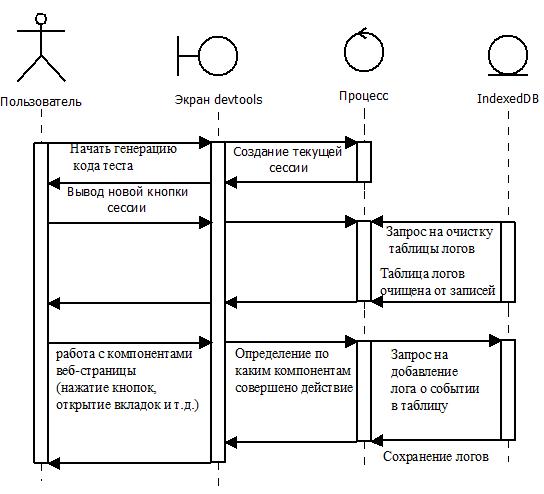 Пользователь
Экран devtools
Процесс
IndexedDB
Начать генерацию
кода теста
Создание текущей
сессии
Вывод новой кнопки
сессии
Запрос на очистку
таблицы логов
Таблица логов
очищена от записей
работа с компонентами
веб-страницы
(нажатие кнопок,
открытие вкладок и т.д.)
Определение по
каким компонентам
совершено действие
Запрос на
добавление
лога о событии
в таблицу
Сохранение логов